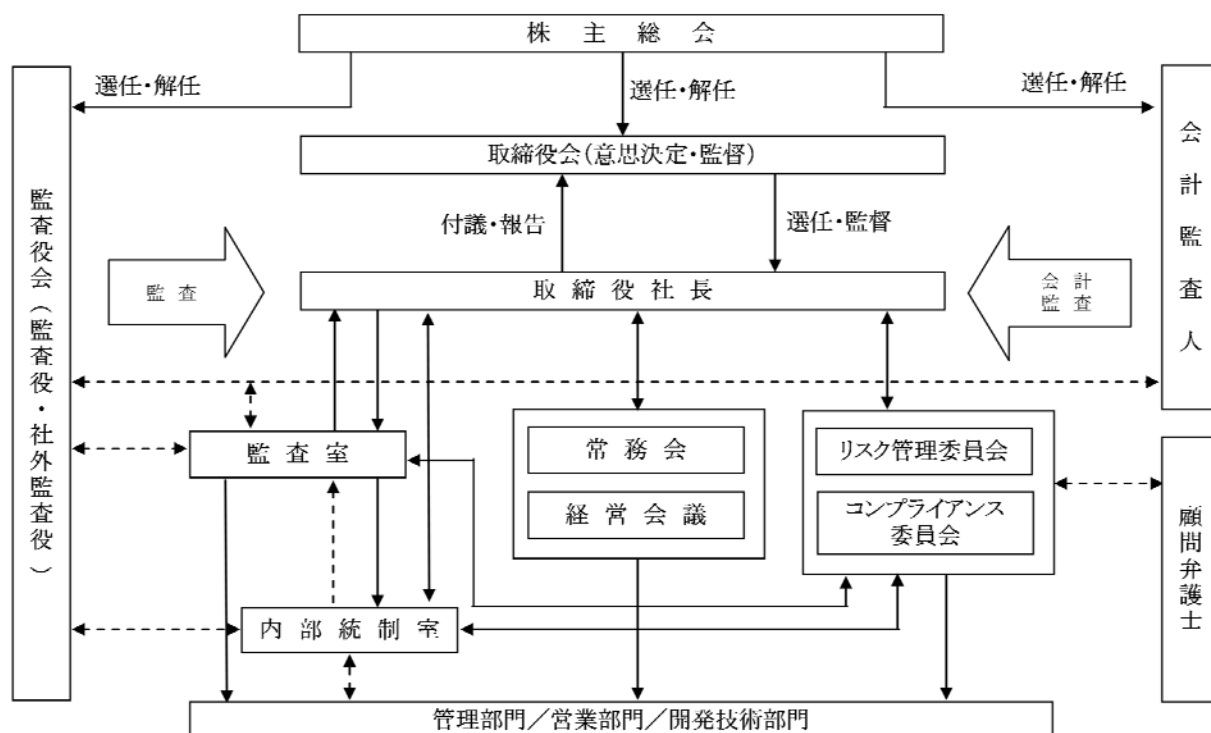 株主総会
選任・解任
選任・解任
選任・解任
取締役会(意思決定・監督)
付議・報告
選任・監督
取締役社長
監査
会計
監査
監査役会(監査役・社外監査役)
会計監査人
監査室
常務会
経営会議
リスク管理委員会
コンプライアンス
委員会
顧問弁護士
内部統制室
管理部門/営業部門/開発技術部門